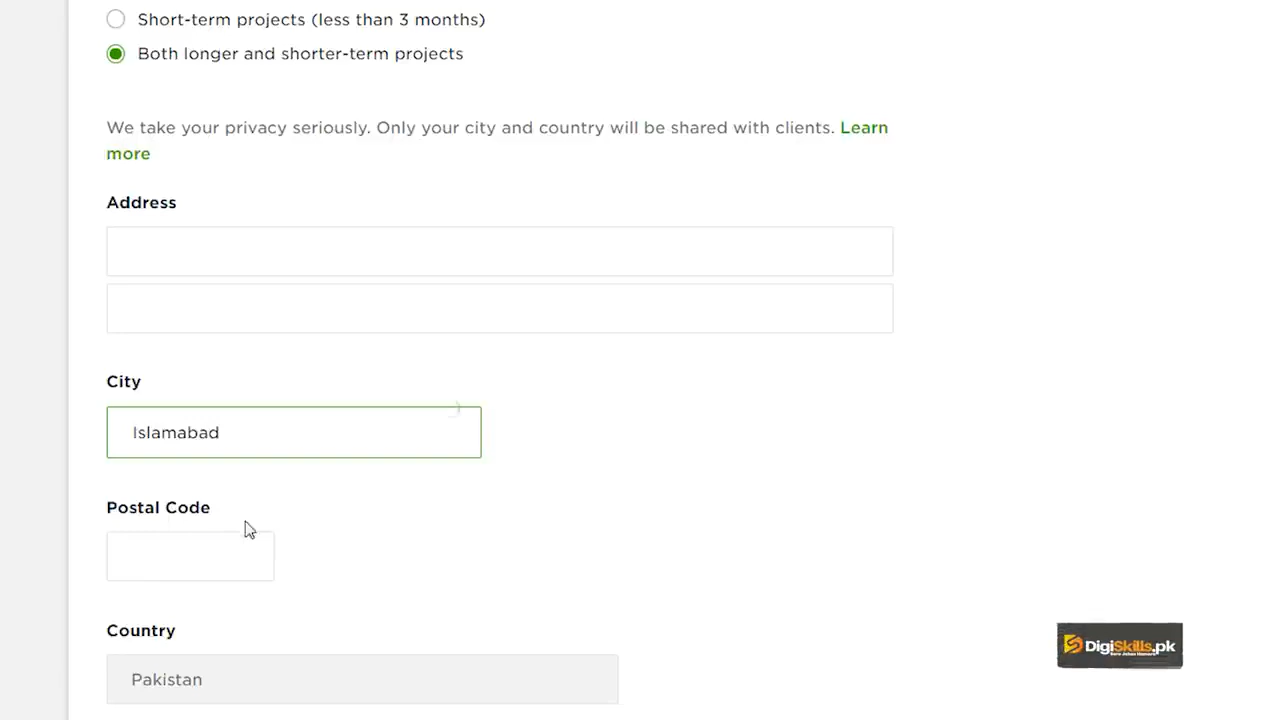 Short-term projects (less than 3 months)
Both longer and shorter-term projects
We take your privacy seriously. Only your city and country will be shared with clients. Learn
more
Address
City
Islamabad
Postal Code
Country
Pakistan
DigiSkills.pk